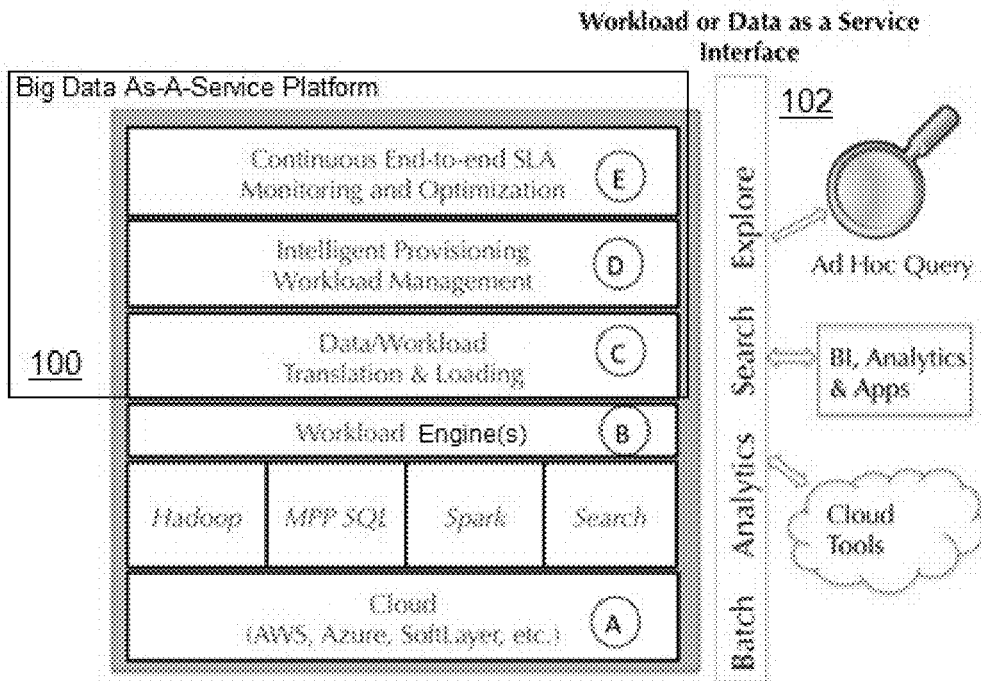 Workload or Data as a Service
Interface
Big Data As-A-Service Platform
102
Continuous End-to-end SLA
Monitoring and Optimization
E
Intelligent Provisioning
Workload Management
D
100
Data/Workload
Translation & Loading
C
Workload Engine(s)
B
Hadoop
MPP SQL
Spark
Search
Cloud
(AWS, Azure, SoftLayer, etc.)
A
Explore
Search
Analytics
Batch
Ad Hoc Query
BI, Analytics
& Apps
Cloud
Tools